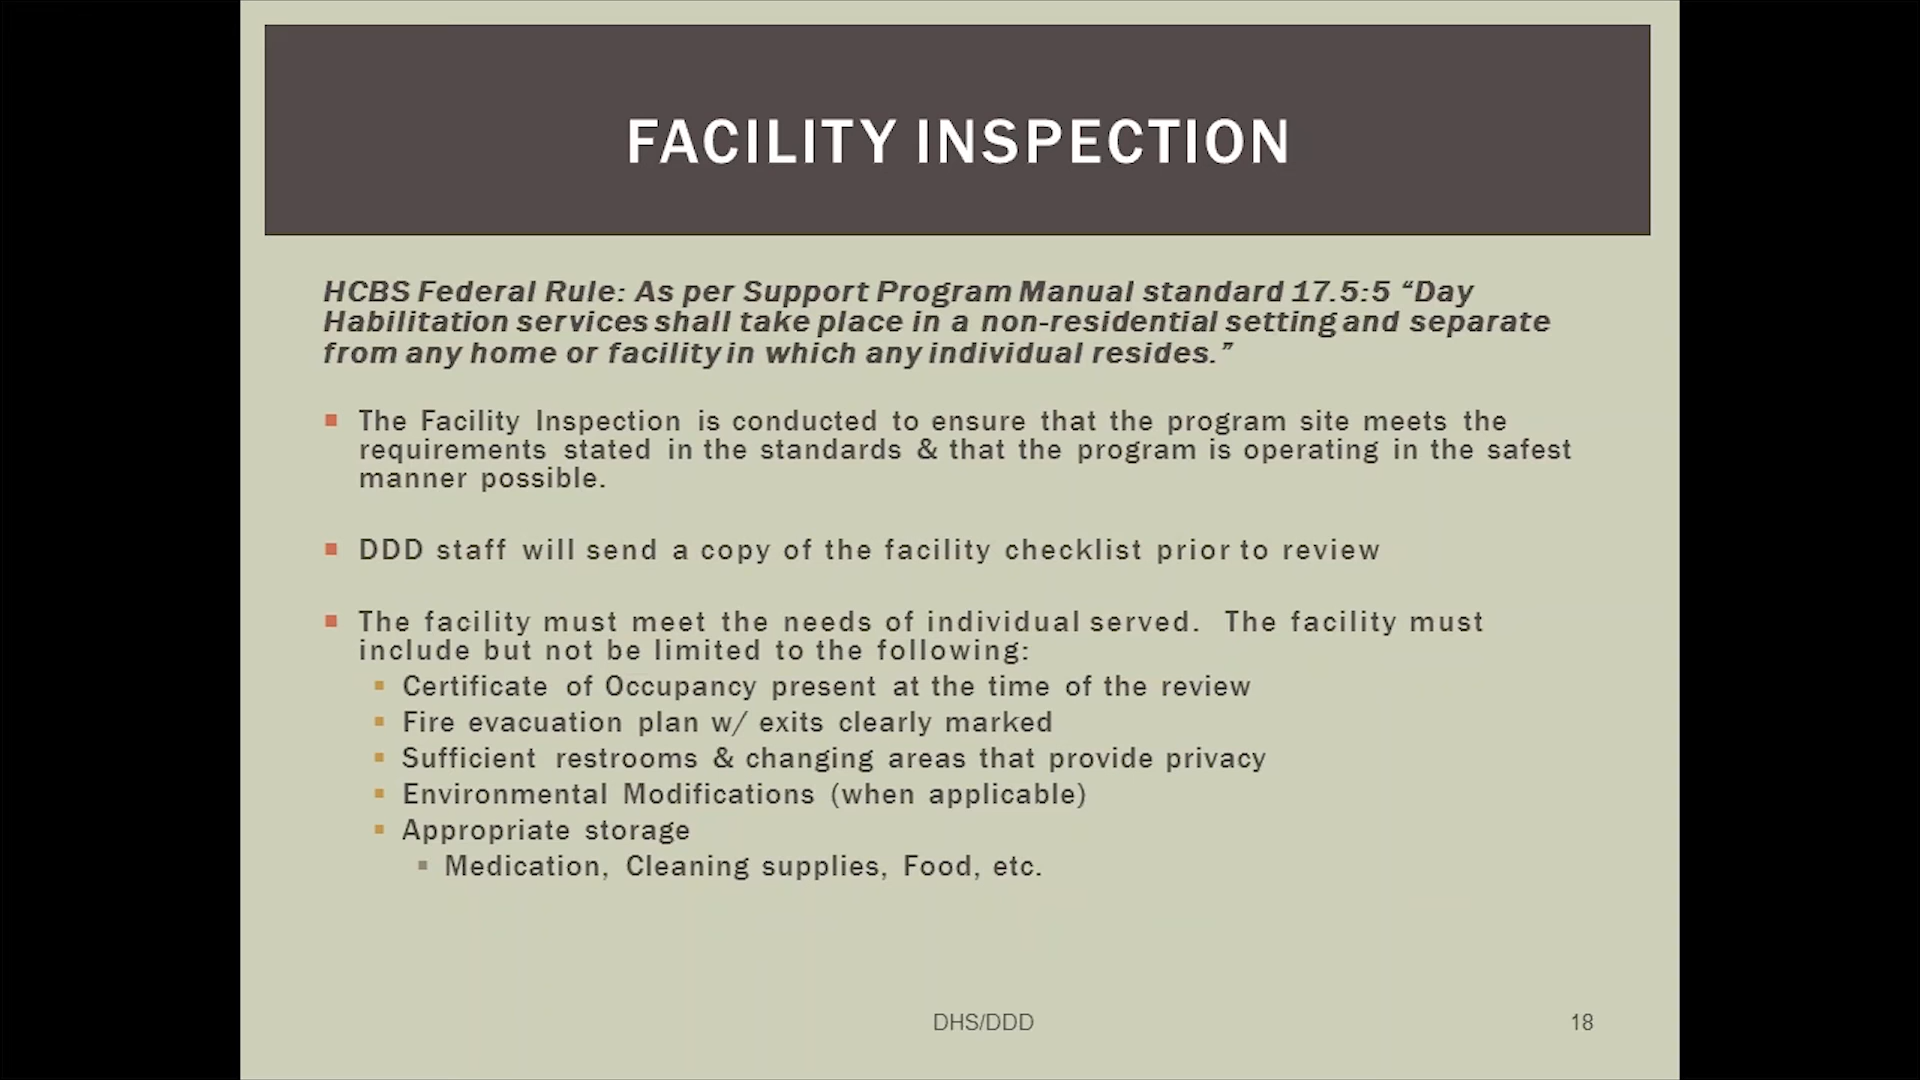 FACILITY INSPECTION
HCBS Federal Rule: As per Support Program Manual standard 17.5:5 “Day
Habilitation services shall take place in a non-residential setting and separate
from any home or facility in which any individual resides.”
The Facility Inspection is conducted to ensure that the program site meets the
requirements stated in the standards & that the program is operating in the safest
manner possible.
DDD staff will send a copy of the facility checklist prior to review
The facility must meet the needs of individual served. The facility must
include but not be limited to the following:
Certificate of Occupancy present at the time of the review
Fire evacuation plan w/ exits clearly marked
Sufficient restrooms & changing areas that provide privacy
Environmental Modifications (when applicable)
Appropriate storage
Medication, Cleaning supplies, Food, etc.
DHS/DDD
18